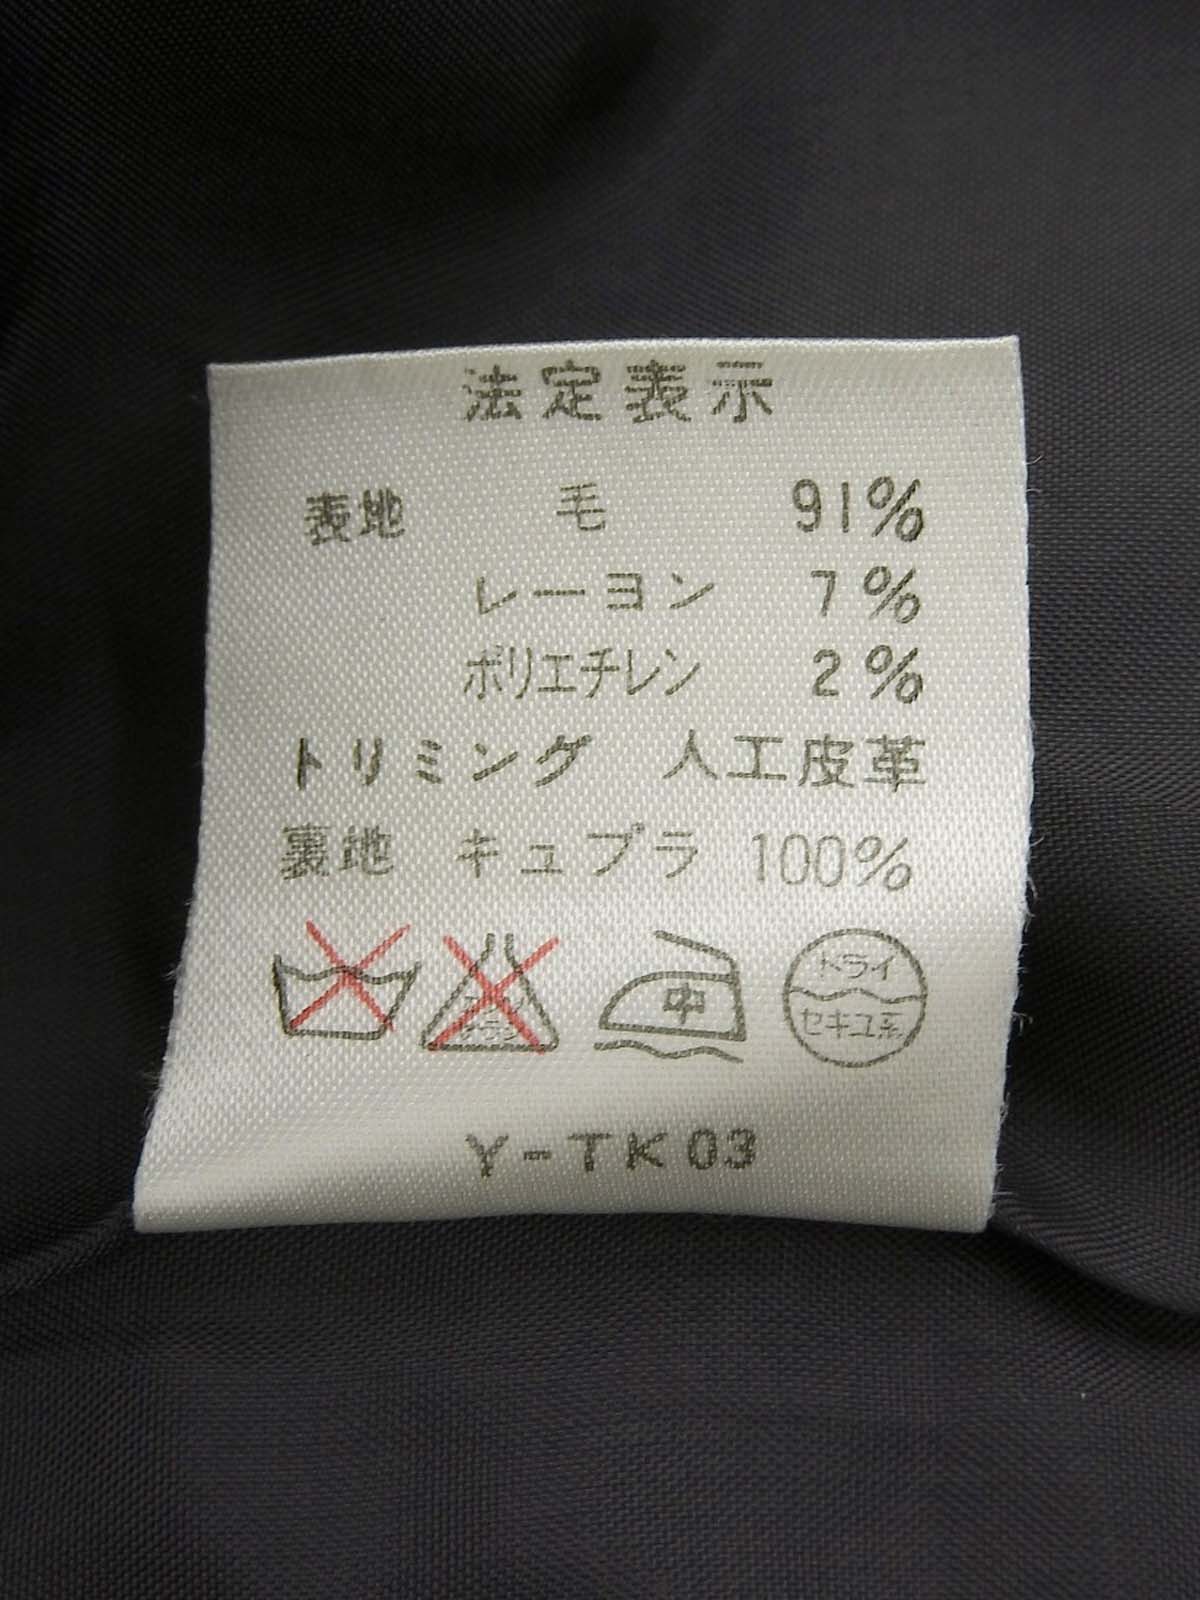 法定表示
表地 毛 91%
レーヨン 7%
ポリエチレン 2%
トリミング 人工皮革
裏地 キュプラ 100%
中 ドライ
セキユ系
Y-TK03